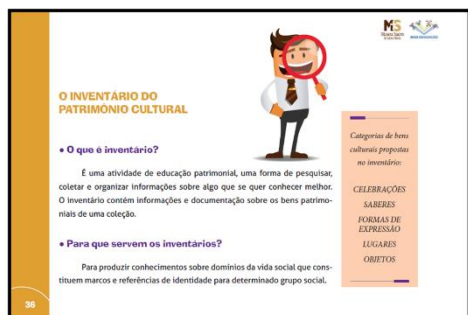 MS
O INVENTÁRIO DO
PATRIMÔNIO CULTURAL
• O que é inventário?
É uma atividade de educação patrimonial, uma forma de pesquisar,
coletar e organizar informações sobre algo que se quer conhecer melhor.
O inventário contém informações e documentação sobre os bens patrimo-
niais de uma coleção.
• Para que servem os inventários?
Para produzir conhecimentos sobre domínios da vida social que cons-
tituem marcos e referências de identidade para determinado grupo social.
Categorias de bens
culturais propostas
no inventário:
CELEBRAÇÕES
SABERES
FORMAS DE
EXPRESSÃO
LUGARES
OBJETOS
36